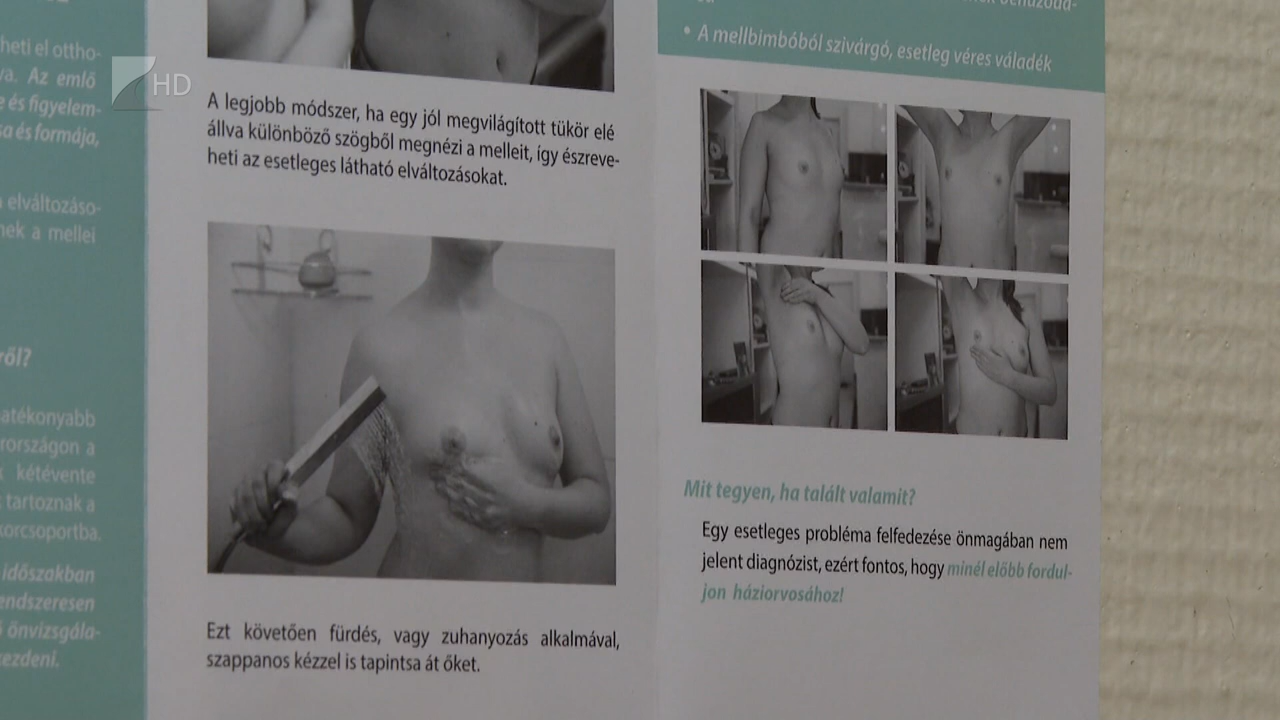 heti el ottho-
va. Az emlő
e és figyelem-
sa és formája,
elváltozáso-
nek a mellei
ről?
atékonyabb
rországon a
kétévente
tartoznak a
korcsoportba.
időszakban
endszeresen
önvizsgála-
ezdeni.
HD
A legjobb módszer, ha egy jól megvilágított tükör elé
állva különböző szögből megnézi a melleit, így észreve-
heti az esetleges látható elváltozásokat.
Ezt követően fürdés, vagy zuhanyozás alkalmával,
szappanos kézzel is tapintsa át őket.
• A mellbimbóból szivárgó, esetleg véres váladék
Mit tegyen, ha talált valamit?
Egy esetleges probléma felfedezése önmagában nem
jelent diagnózist, ezért fontos, hogy minél előbb fordul-
jon háziorvosához!